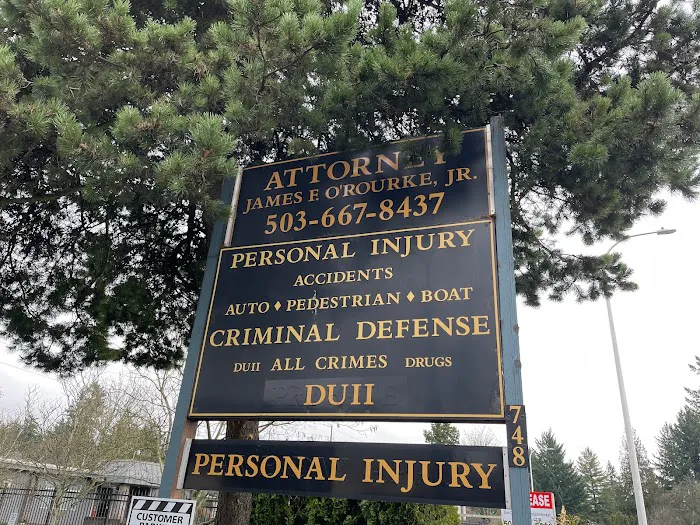 ATTORNEY
JAMES F. O'ROURKE, JR.
503-667-8437
PERSONAL INJURY
ACCIDENTS
AUTO ♦ PEDESTRIAN ♦ BOAT
CRIMINAL DEFENSE
DUII ALL CRIMES DRUGS
DUII
748
PERSONAL INJURY
CUSTOMER